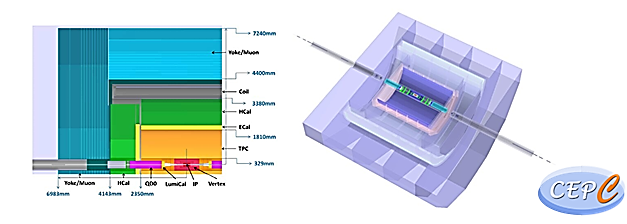 7240mm
Yoke/Muon
4400mm
Coil
3380mm
HCal
ECal
1810mm
TPC
329mm
Yoke/Muon HCal QD0 LumiCal IP Vertex
6983mm 4143mm 2350mm
CEPC